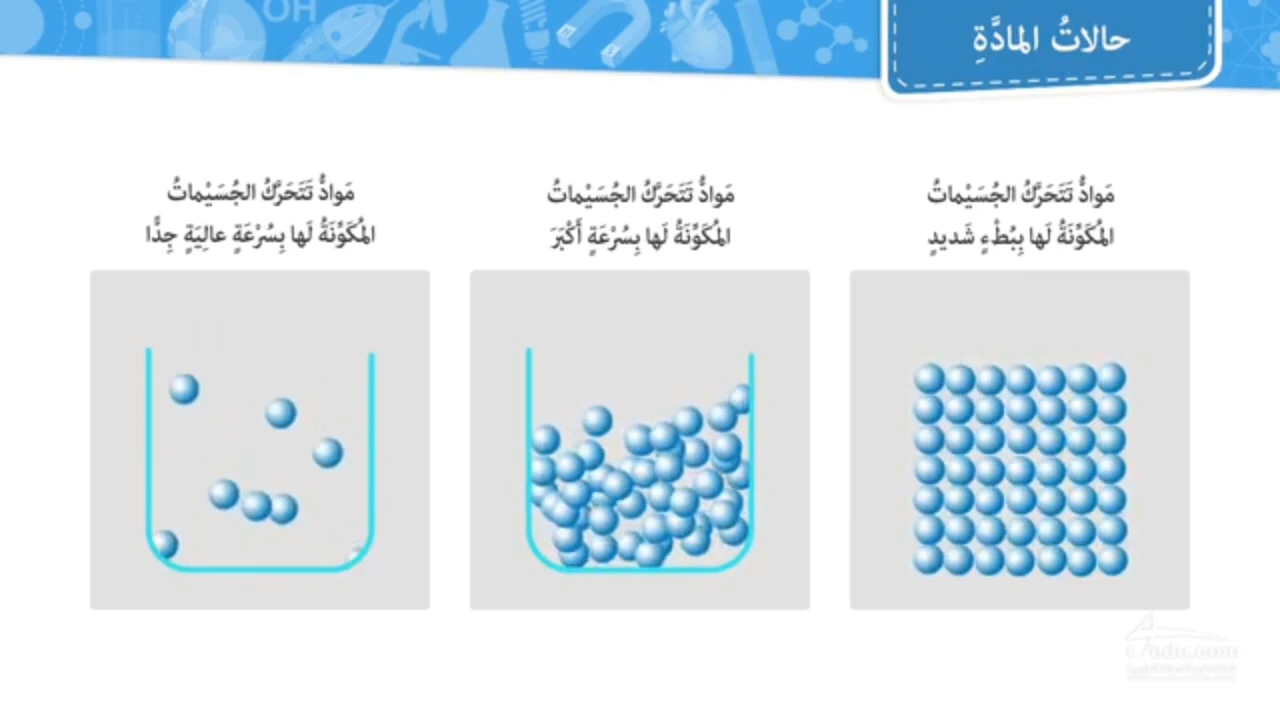 OH
حالاتُ المادَّةِ
مَوادُّ تَتَحَرَّكُ الجُسَيْماتُ
المُكَوِّنَةُ لَها بِبُطْءٍ شَديدٍ
مَوادُّ تَتَحَرَّكُ الجُسَيْماتُ
المُكَوِّنَةُ لَها بِسُرْعَةٍ أَكْبَرَ
مَوادُّ تَتَحَرَّكُ الجُسَيْماتُ
المُكَوِّنَةُ لَها بِسُرْعَةٍ عالِيَةٍ جِدًّا